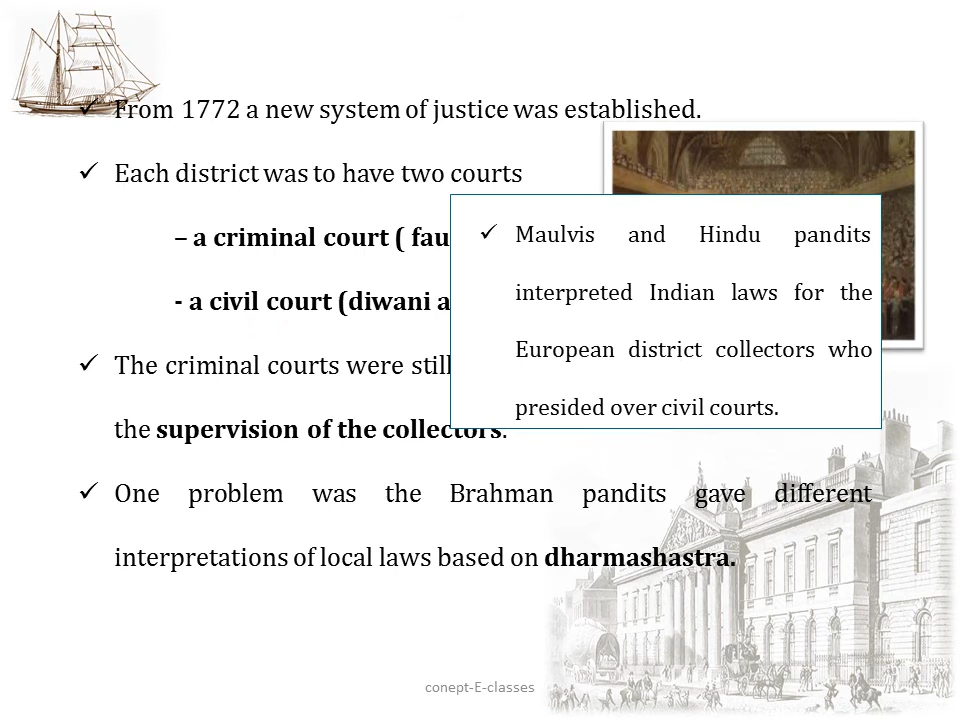 ✓ From 1772 a new system of justice was established.
✓ Each district was to have two courts
– a criminal court ( fau
- a civil court (diwani a
✓ The criminal courts were still
the supervision of the collectors.
✓ One problem was the Brahman pandits gave different
interpretations of local laws based on dharmashastra.
✓ Maulvis and Hindu pandits
interpreted Indian laws for the
European district collectors who
presided over civil courts.
conept-E-classes